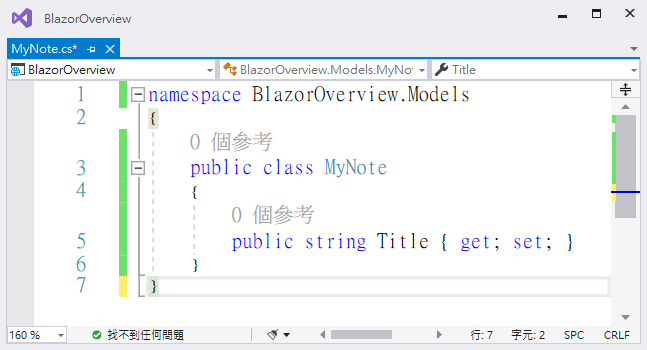 BlazorOverview
MyNote.cs*
BlazorOverview
BlazorOverview.Models.MyNot
Title
1 namespace BlazorOverview.Models
2 {
0 個參考
3 public class MyNote
4 {
0 個參考
5 public string Title { get; set; }
6 }
7 }
160 %
找不到任何問題
行: 7
字元: 2
SPC
CRLF